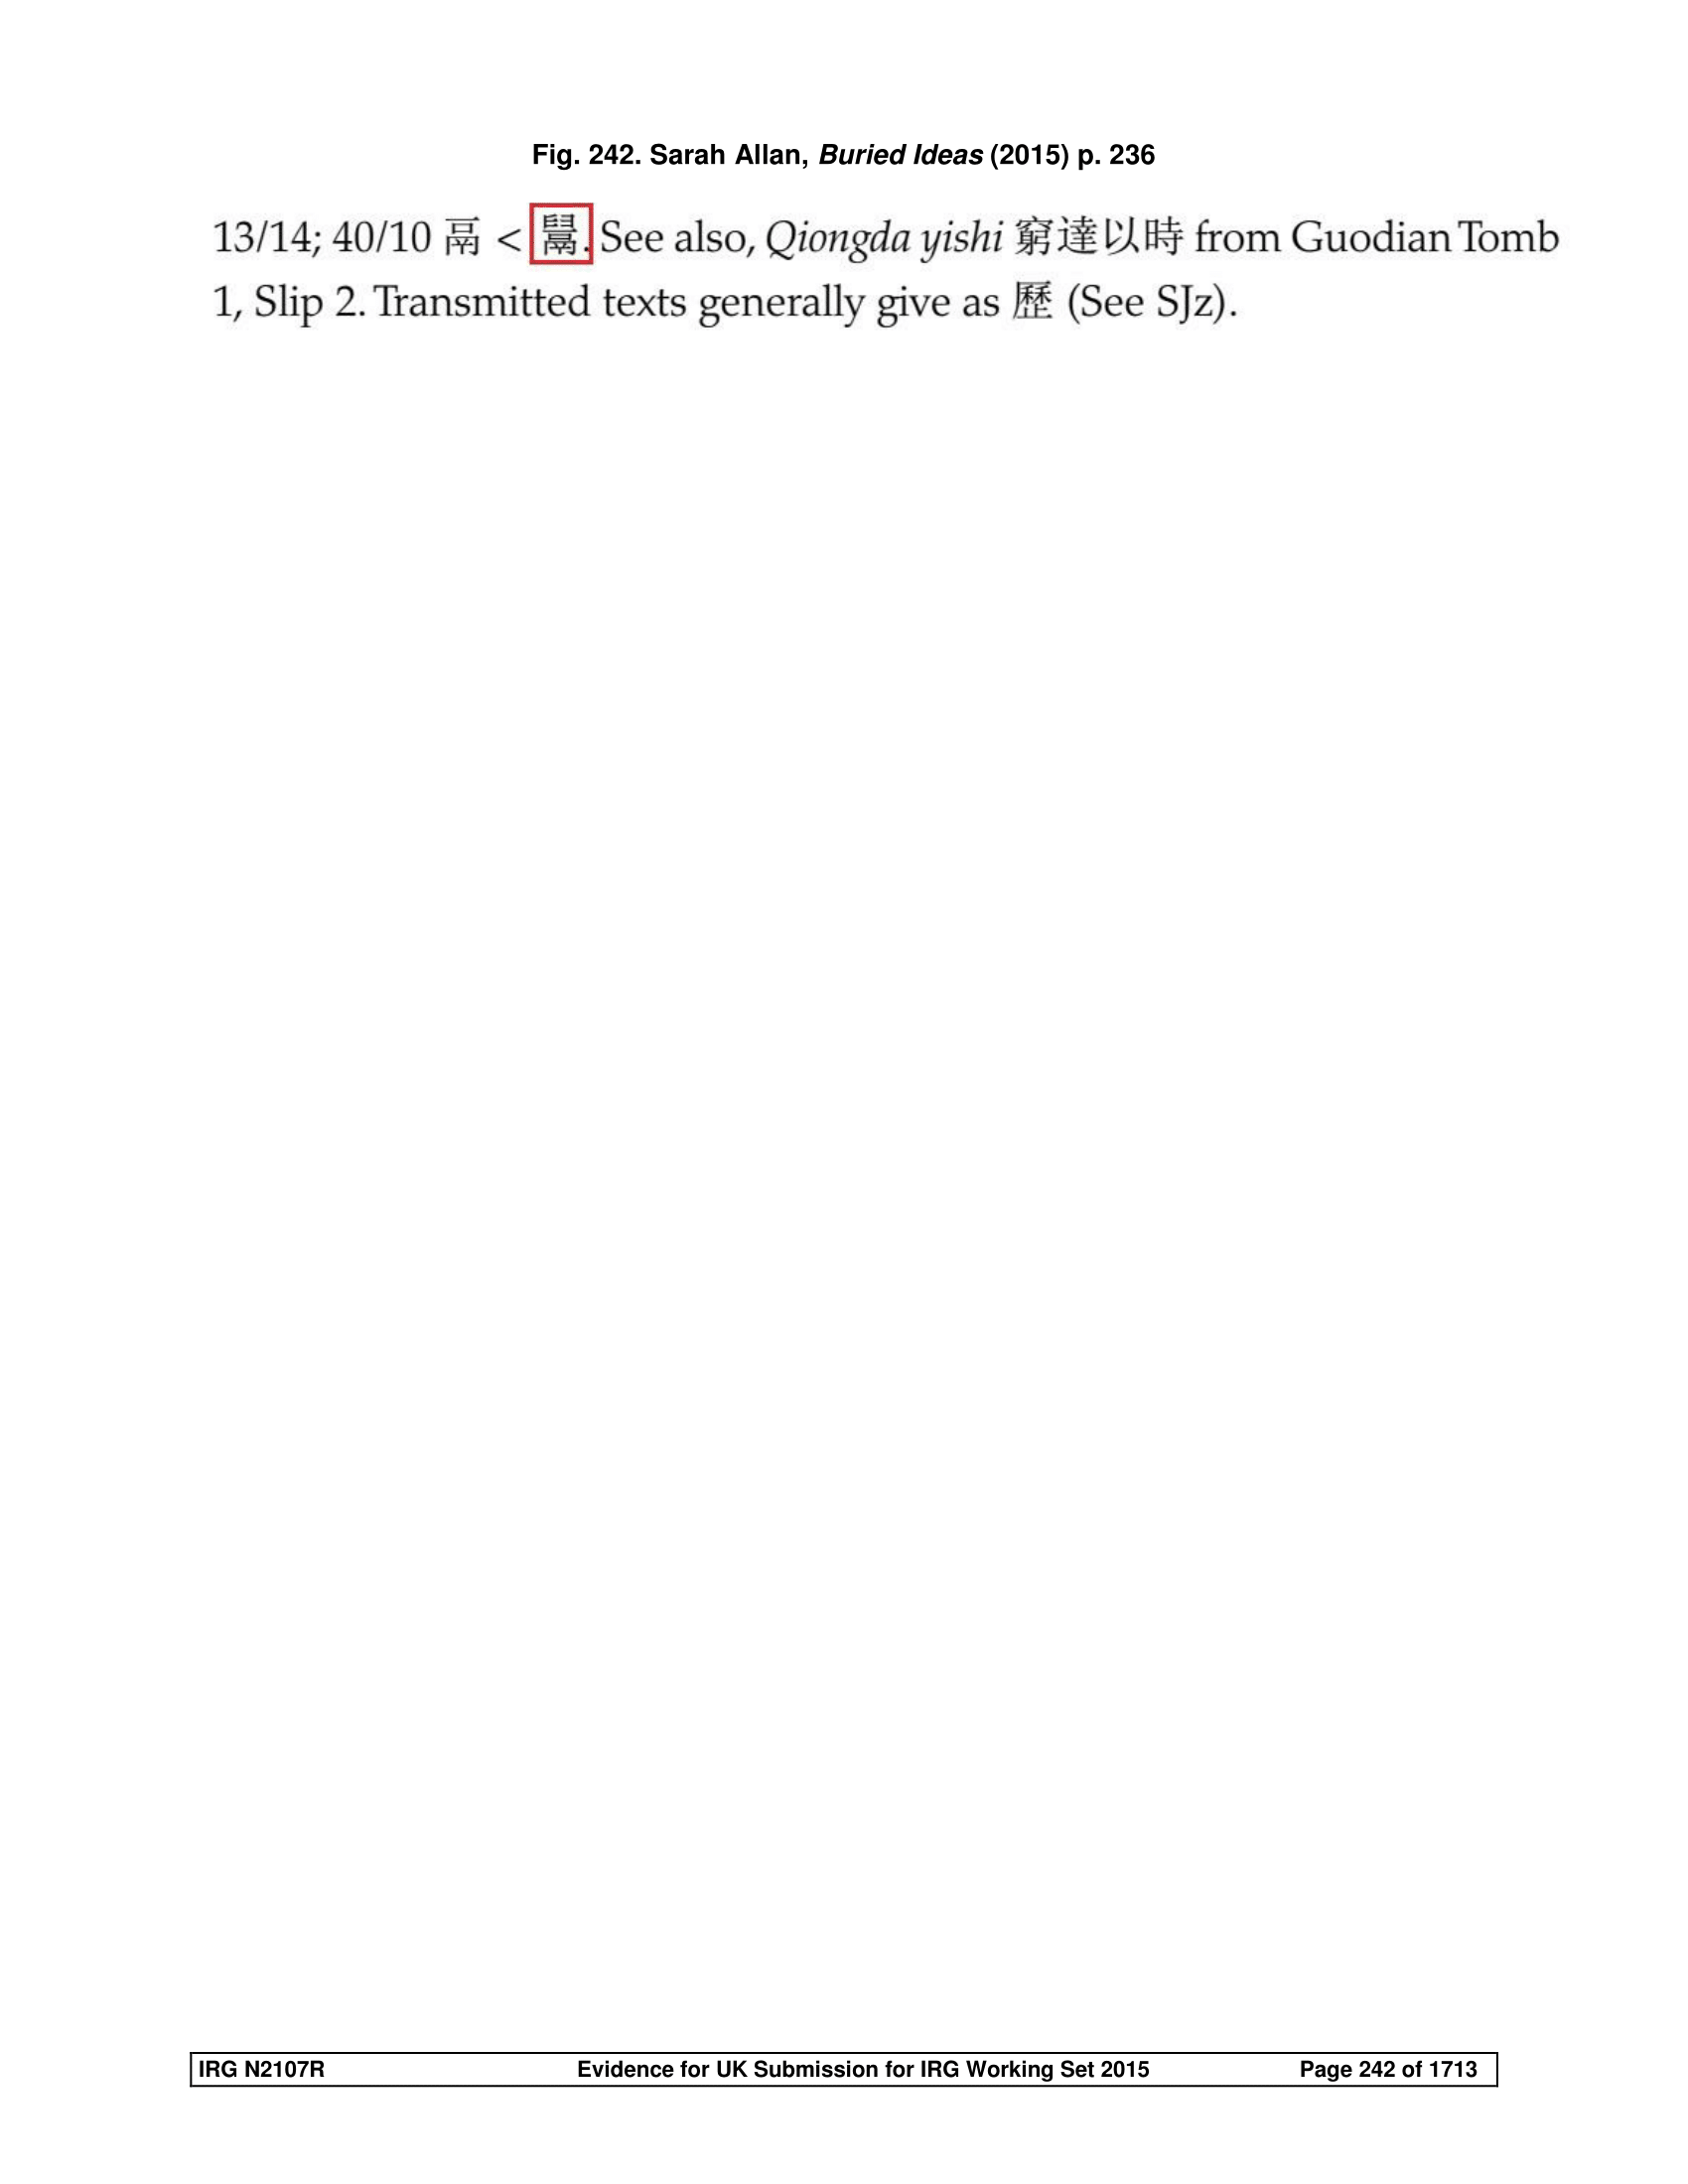 Fig. 242. Sarah Allan, Buried Ideas (2015) p. 236
13/14; 40/10 鬲 < . See also, Qiongda yishi 窮達以時 from Guodian Tomb
1, Slip 2. Transmitted texts generally give as 歷 (See SJz).
IRG N2107R Evidence for UK Submission for IRG Working Set 2015 Page 242 of 1713